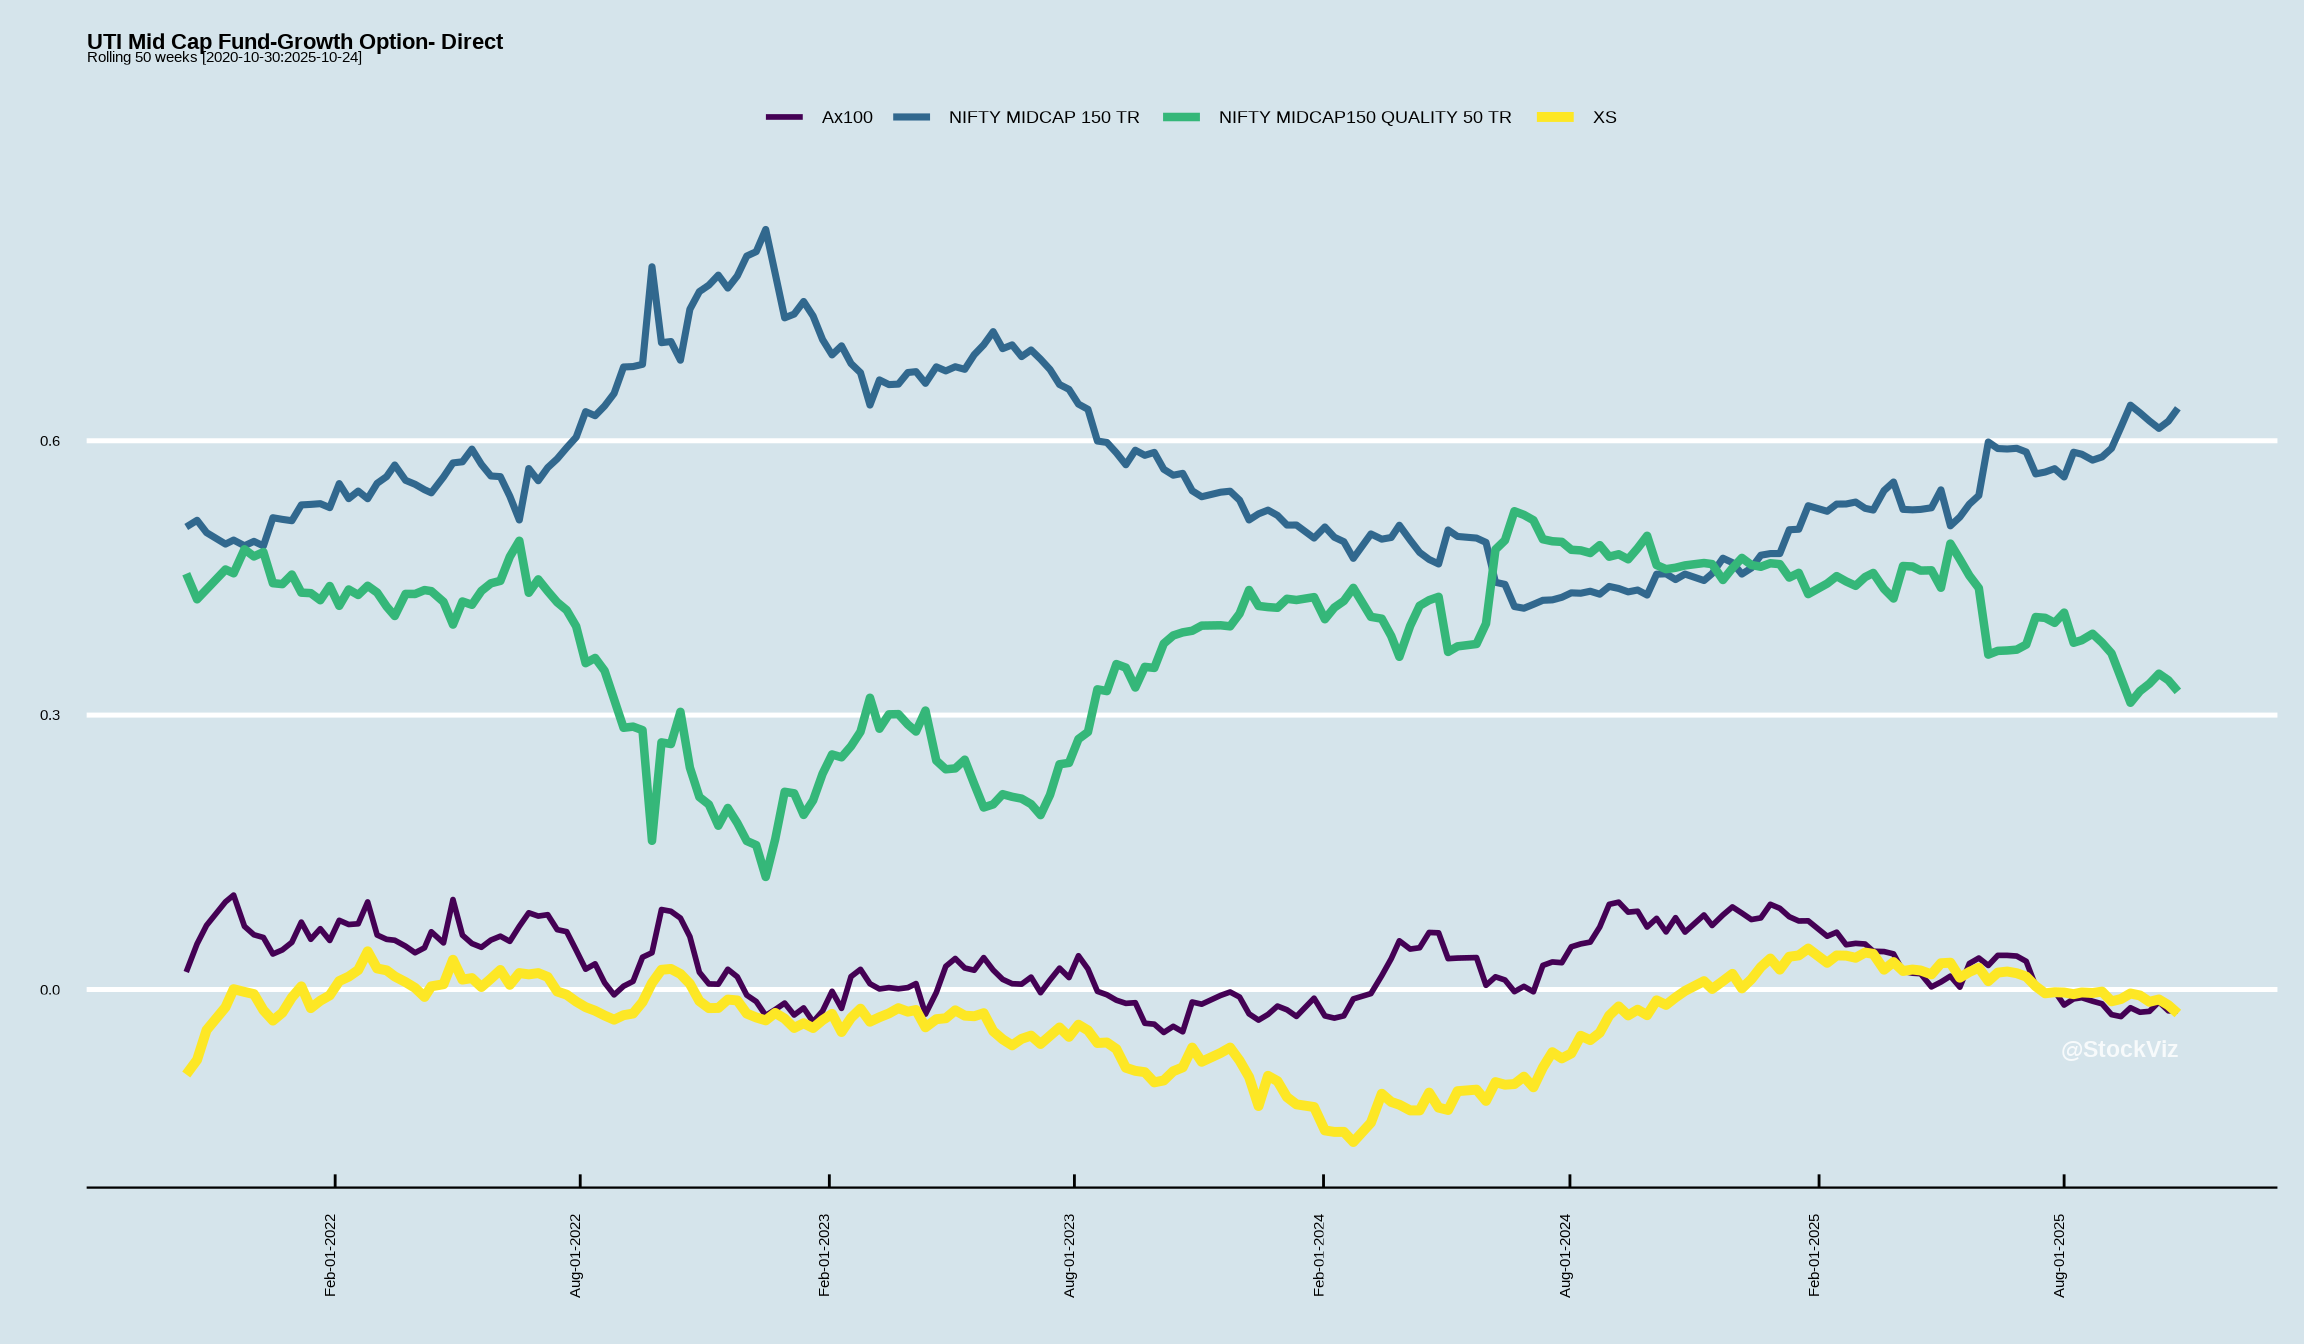 UTI Mid Cap Fund-Growth Option- Direct
Rolling 50 weeks [2020-10-30:2025-10-24]
Ax100 NIFTY MIDCAP 150 TR NIFTY MIDCAP150 QUALITY 50 TR XS
0.6
0.3
0.0
@StockViz
Feb-01-2022 Aug-01-2022 Feb-01-2023 Aug-01-2023 Feb-01-2024 Aug-01-2024 Feb-01-2025 Aug-01-2025